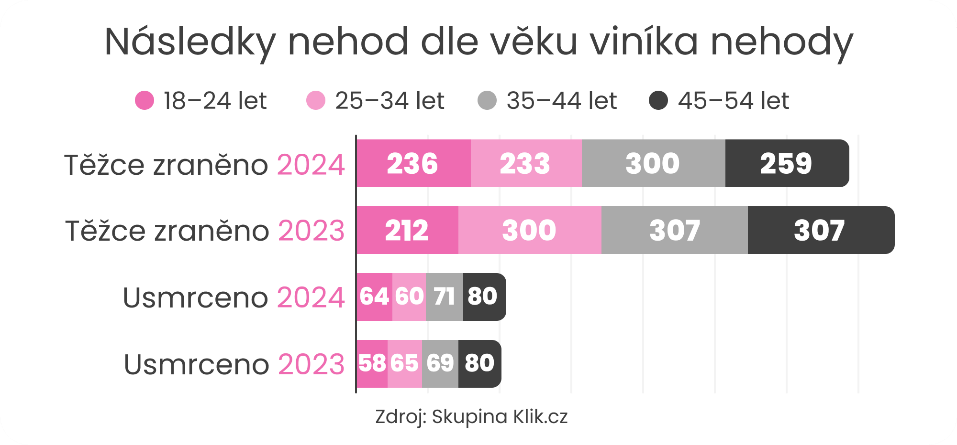 Následky nehod dle věku viníka nehody
18–24 let 25–34 let 35–44 let 45–54 let
Těžce zraněno 2024 236 233 300 259
Těžce zraněno 2023 212 300 307 307
Usmrceno 2024 64 60 71 80
Usmrceno 2023 58 65 69 80
Zdroj: Skupina Klik.cz